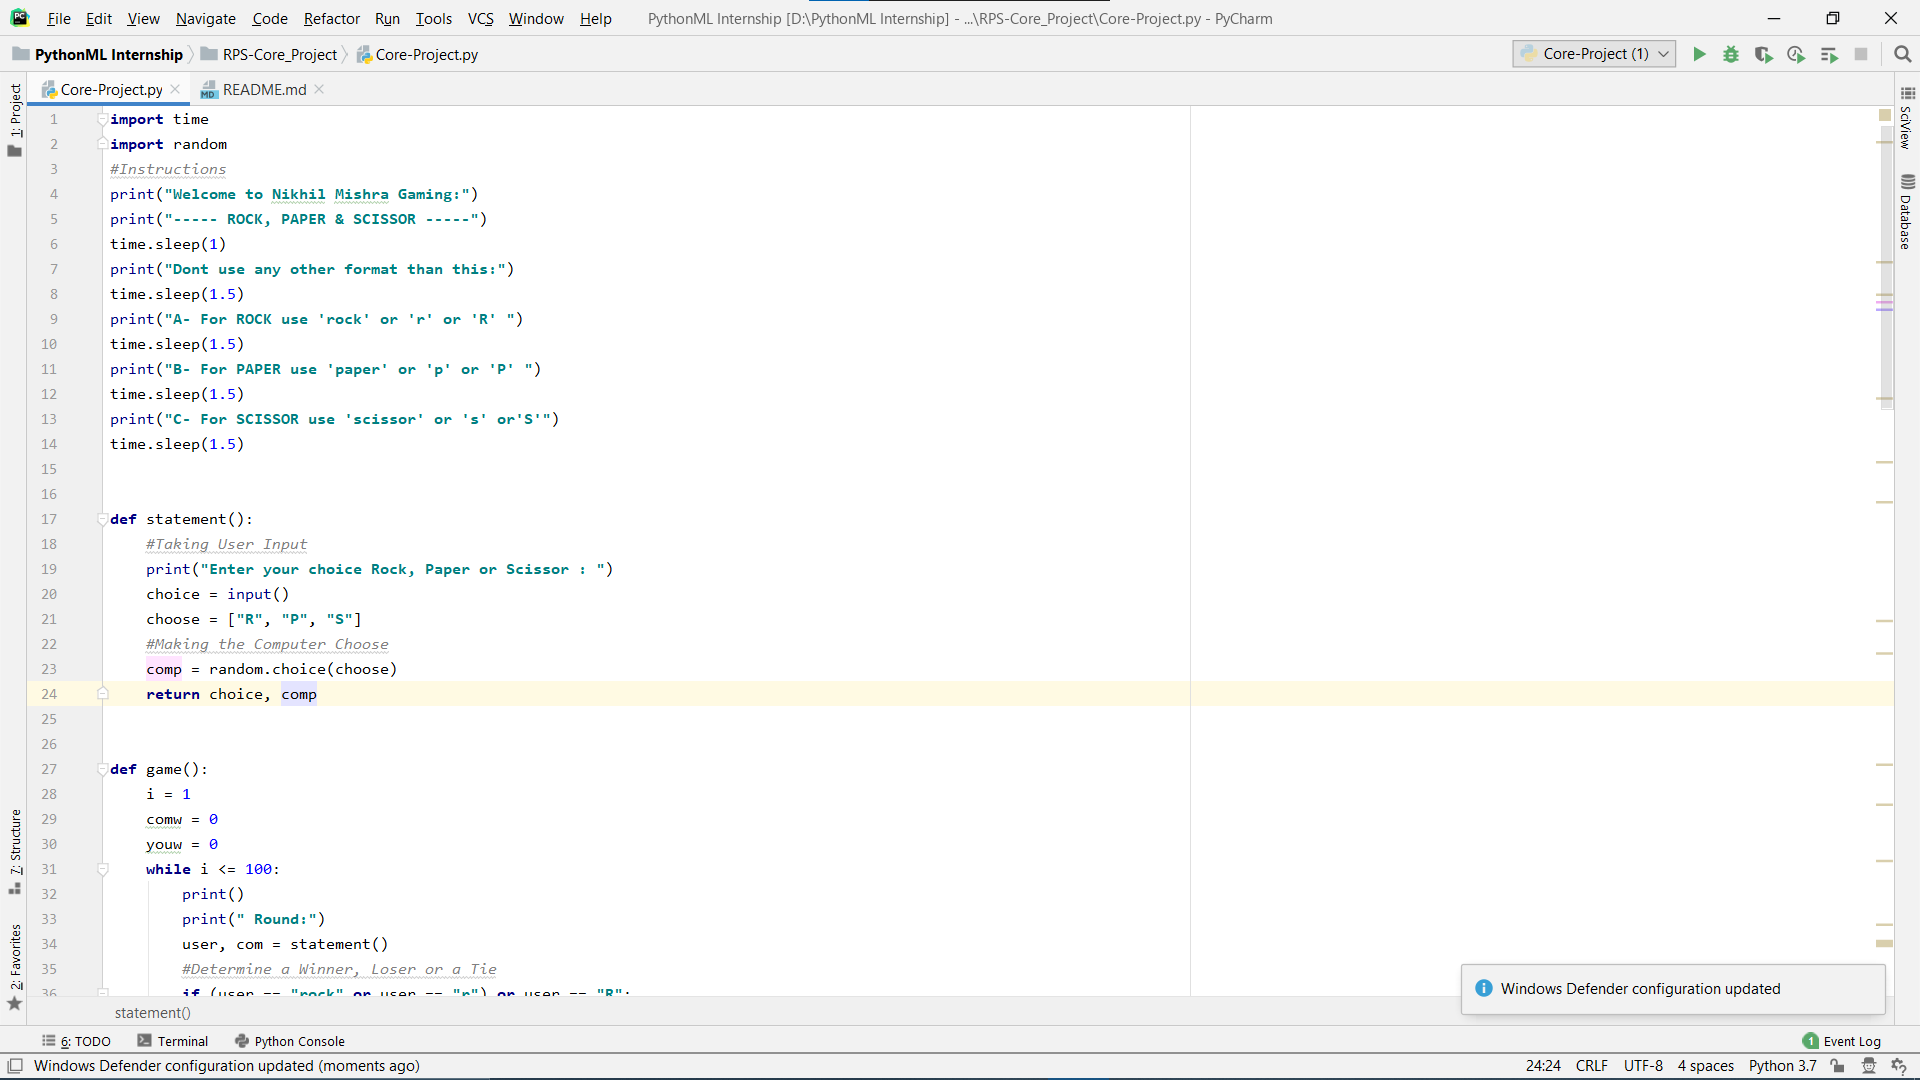 File Edit View Navigate Code Refactor Run Tools VCS Window Help PythonML Internship [D:\PythonML Internship] - ...\RPS-Core_Project\Core-Project.py - PyCharm
PythonML Internship RPS-Core_Project Core-Project.py Core-Project (1)
Core-Project.py README.md
1 import time
2 import random
3 #Instructions
4 print("Welcome to Nikhil Mishra Gaming:")
5 print("----- ROCK, PAPER & SCISSOR -----")
6 time.sleep(1)
7 print("Dont use any other format than this:")
8 time.sleep(1.5)
9 print("A- For ROCK use 'rock' or 'r' or 'R' ")
10 time.sleep(1.5)
11 print("B- For PAPER use 'paper' or 'p' or 'P' ")
12 time.sleep(1.5)
13 print("C- For SCISSOR use 'scissor' or 's' or'S'")
14 time.sleep(1.5)
15
16
17 def statement():
18 #Taking User Input
19 print("Enter your choice Rock, Paper or Scissor : ")
20 choice = input()
21 choose = ["R", "P", "S"]
22 #Making the Computer Choose
23 comp = random.choice(choose)
24 return choice, comp
25
26
27 def game():
28 i = 1
29 comw = 0
30 youw = 0
31 while i <= 100:
32 print()
33 print(" Round:")
34 user, com = statement()
35 #Determine a Winner, Loser or a Tie
36 if (user == "rock" or user == "r") or user == "R":
1: Project
7: Structure
2: Favorites
SciView
Database
Windows Defender configuration updated
statement()
6: TODO Terminal Python Console 1 Event Log
Windows Defender configuration updated (moments ago) 24:24 CRLF UTF-8 4 spaces Python 3.7